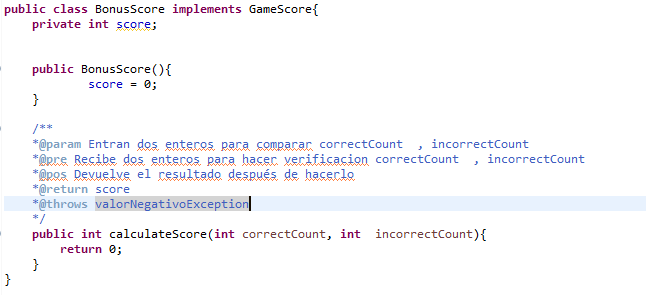 public class BonusScore implements GameScore{
    private int score;
    public BonusScore(){
            score = 0;
    }
    /**
    *@param Entran dos enteros para comparar correctCount  , incorrectCount
    *@pre Recibe dos enteros para hacer verificacion correctCount  , incorrectCount
    *@pos Devuelve el resultado después de hacerlo
    *@return score
    *@throws valorNegativoException
    */
    public int calculateScore(int correctCount, int  incorrectCount){
        return 0;
    }
}